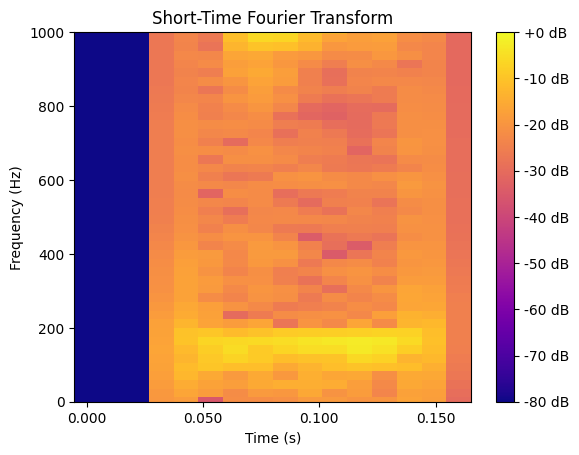 Short-Time Fourier Transform
1000
800
600
400
200
0
Frequency (Hz)
0.000
0.050
0.100
0.150
Time (s)
+0 dB
-10 dB
-20 dB
-30 dB
-40 dB
-50 dB
-60 dB
-70 dB
-80 dB